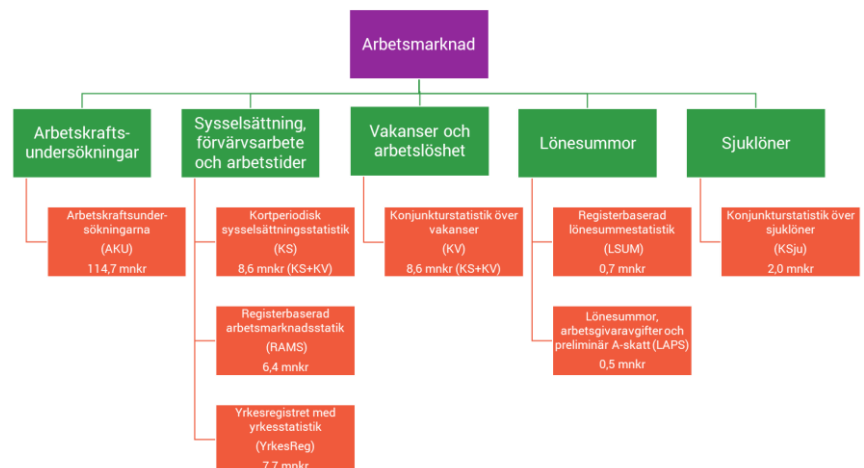 Arbetsmarknad
Arbetskrafts-
undersökningar
Sysselsättning,
förvärvsarbete
och arbetstider
Vakanser och
arbetslöshet
Lönesummor
Sjuklöner
Arbetskraftsunder-
sökningarna
(AKU)
114,7 mnkr
Kortperiodisk
sysselsättningsstatistik
(KS)
8,6 mnkr (KS+KV)
Konjunkturstatistik över
vakanser
(KV)
8,6 mnkr (KS+KV)
Registerbaserad
lönesummestatistik
(LSUM)
0,7 mnkr
Konjunkturstatistik över
sjuklöner
(KSju)
2,0 mnkr
Registerbaserad
arbetsmarknadsstatik
(RAMS)
6,4 mnkr
Lönesummor,
arbetsgivaravgifter och
preliminär A-skatt (LAPS)
0,5 mnkr
Yrkesregistret med
yrkesstatistik
(YrkesReg)
7,7 mnkr